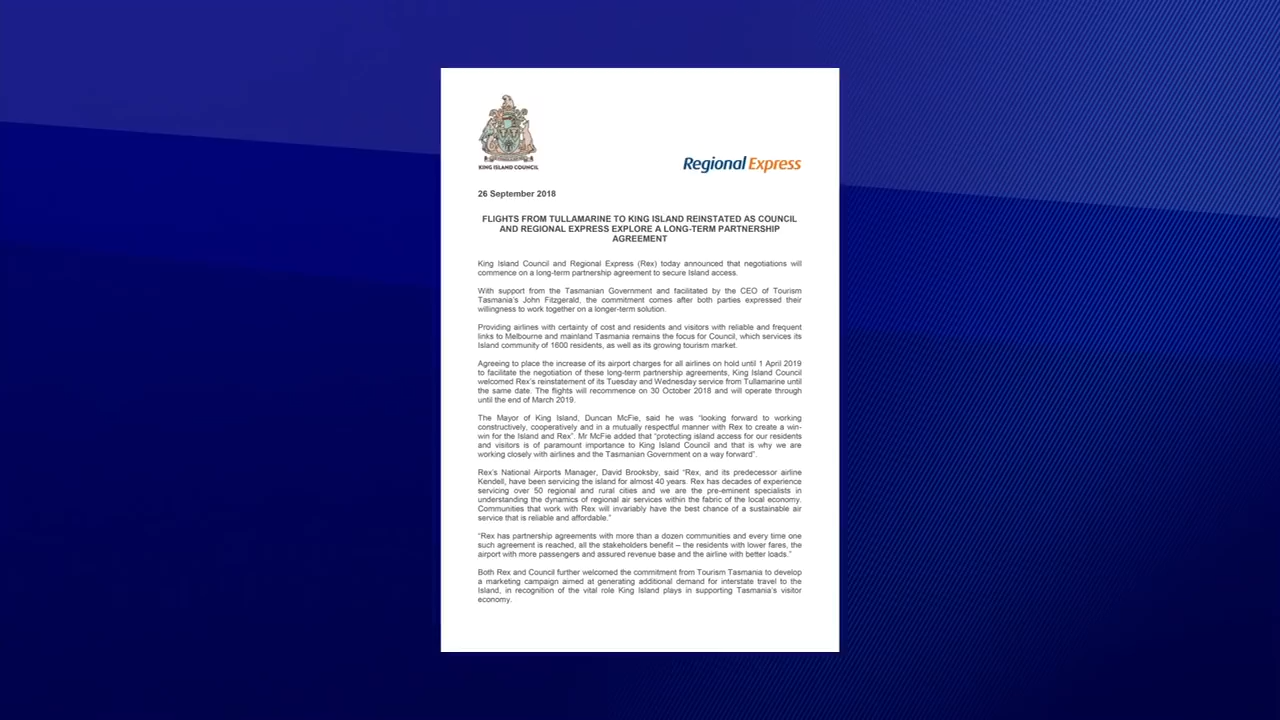 KING ISLAND COUNCIL
Regional Express
26 September 2018
FLIGHTS FROM TULLAMARINE TO KING ISLAND REINSTATED AS COUNCIL
AND REGIONAL EXPRESS EXPLORE A LONG-TERM PARTNERSHIP
AGREEMENT
King Island Council and Regional Express (Rex) today announced that negotiations will
commence on a long-term partnership agreement to secure Island access.
With support from the Tasmanian Government and facilitated by the CEO of Tourism
Tasmania's John Fitzgerald, the commitment comes after both parties expressed their
willingness to work together on a longer-term solution.
Providing airlines with certainty of cost and residents and visitors with reliable and frequent
links to Melbourne and mainland Tasmania remains the focus for Council, which services its
Island community of 1600 residents, as well as its growing tourism market.
Agreeing to place the increase of its airport charges for all airlines on hold until 1 April 2019
to facilitate the negotiation of these long-term partnership agreements, King Island Council
welcomed Rex's reinstatement of its Tuesday and Wednesday service from Tullamarine until
the same date. The flights will recommence on 30 October 2018 and will operate through
until the end of March 2019.
The Mayor of King Island, Duncan McFie, said he was "looking forward to working
constructively, cooperatively and in a mutually respectful manner with Rex to create a win-
win for the Island and Rex". Mr McFie added that "protecting island access for our residents
and visitors is of paramount importance to King Island Council and that is why we are
working closely with airlines and the Tasmanian Government on a way forward".
Rex's National Airports Manager, David Brooksby, said "Rex, and its predecessor airline
Kendell, have been servicing the island for almost 40 years. Rex has decades of experience
servicing over 50 regional and rural cities and we are the pre-eminent specialists in
understanding the dynamics of regional air services within the fabric of the local economy.
Communities that work with Rex will invariably have the best chance of a sustainable air
service that is reliable and affordable."
"Rex has partnership agreements with more than a dozen communities and every time one
such agreement is reached, all the stakeholders benefit – the residents with lower fares, the
airport with more passengers and assured revenue base and the airline with better loads."
Both Rex and Council further welcomed the commitment from Tourism Tasmania to develop
a marketing campaign aimed at generating additional demand for interstate travel to the
Island, in recognition of the vital role King Island plays in supporting Tasmania's visitor
economy.